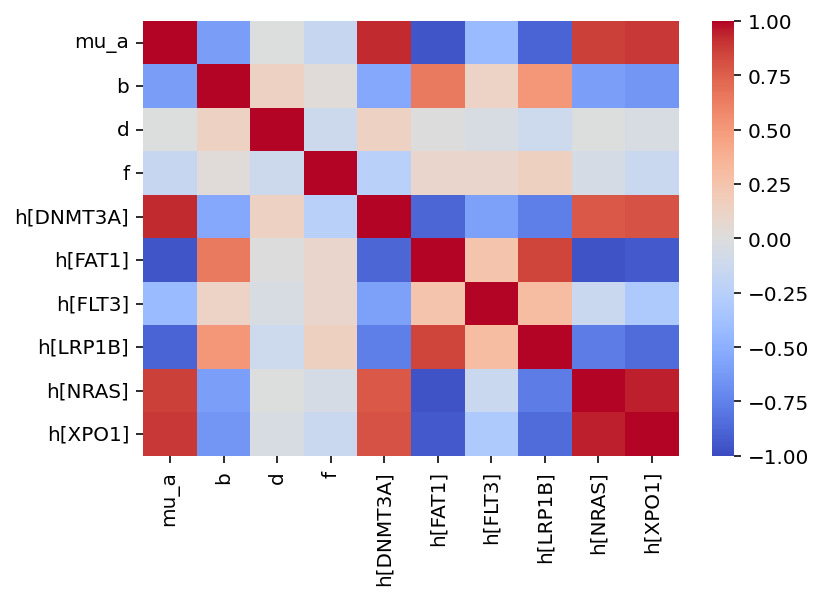 mu_a
b
d
f
h[DNMT3A]
h[FAT1]
h[FLT3]
h[LRP1B]
h[NRAS]
h[XPO1]
mu_a
b
d
f
h[DNMT3A]
h[FAT1]
h[FLT3]
h[LRP1B]
h[NRAS]
h[XPO1]
1.00
0.75
0.50
0.25
0.00
−0.25
−0.50
−0.75
−1.00